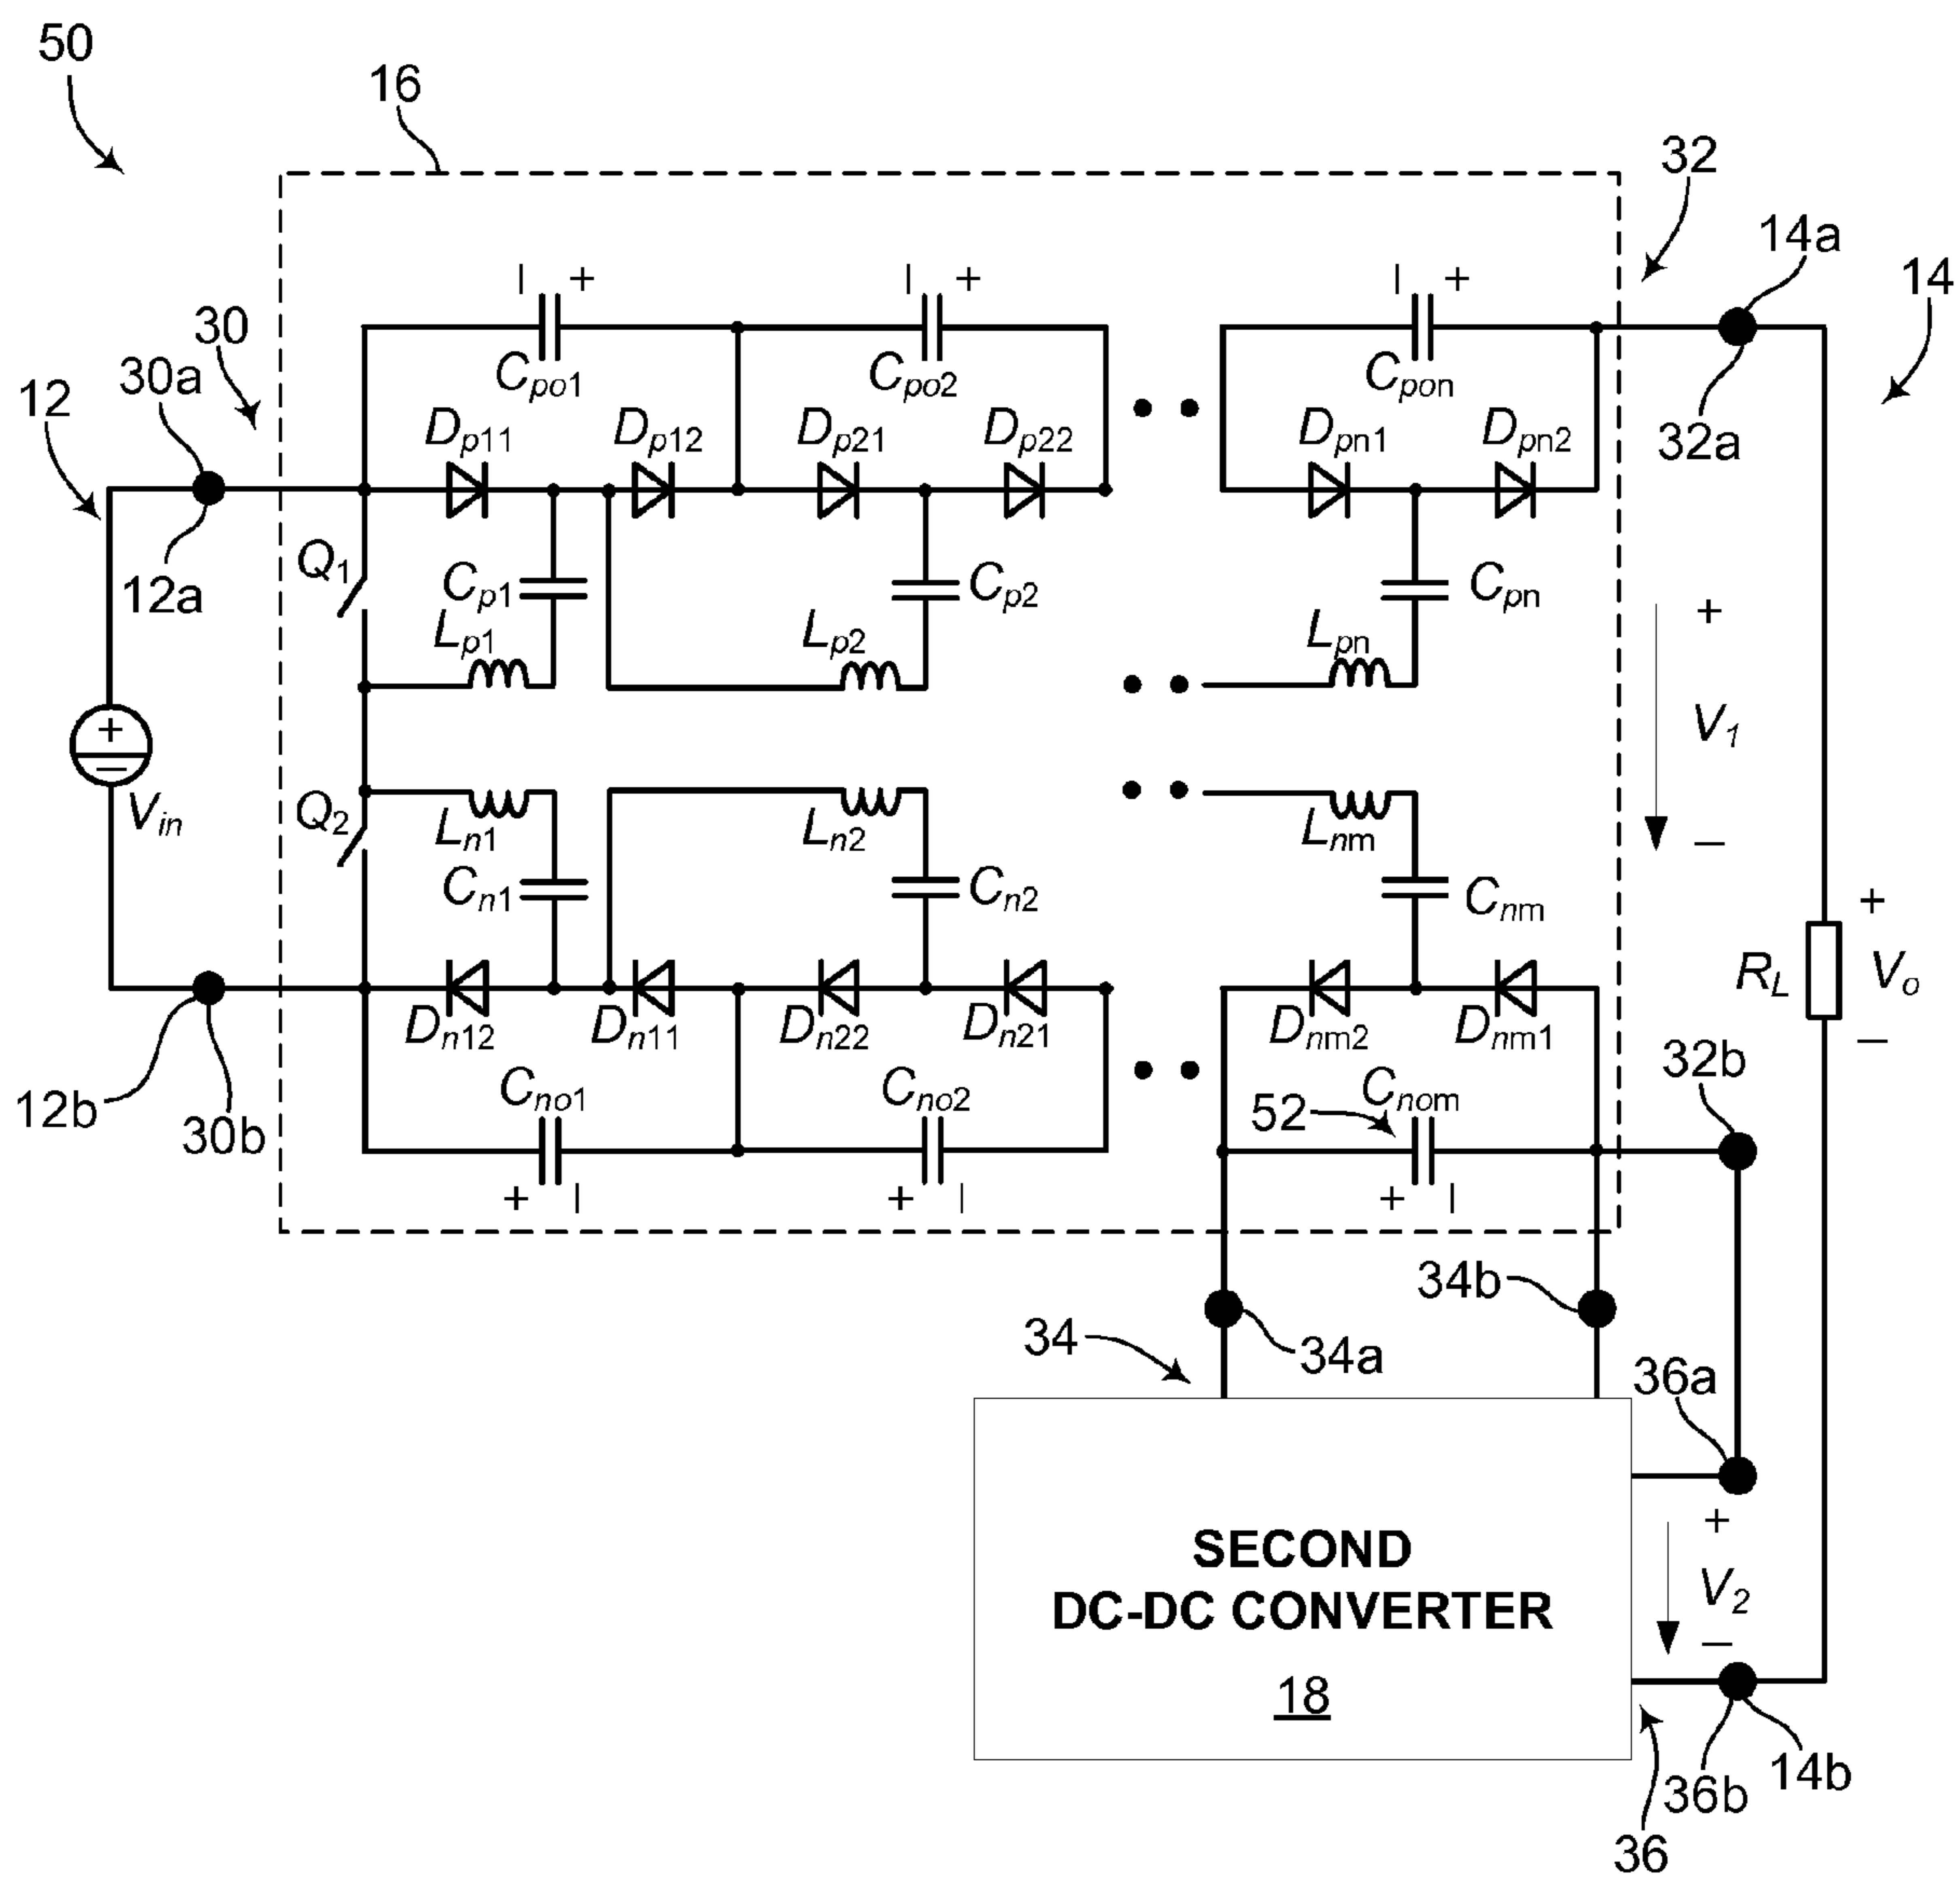 50
16
32
14a
14
30
30a
12
| +
| +
| +
Cpo1
Cpo2
Cpon
32a
Dp11
Dp12
Dp21
Dp22
Dpn1
Dpn2
12a
Q1
Cp1
Cp2
Cpn
Lp1
Lp2
Lpn
+
V1
−
+
−
Vin
Q2
Ln1
Ln2
Lnm
Cn1
Cn2
Cnm
+
RL
Vo
−
Dn12
Dn11
Dn22
Dn21
Dnm2
Dnm1
32b
12b
30b
Cno1
Cno2
52
Cnom
+ |
+ |
+ |
34b
34
34a
36a
+
V2
−
SECOND
DC-DC CONVERTER
18
36b
14b
36